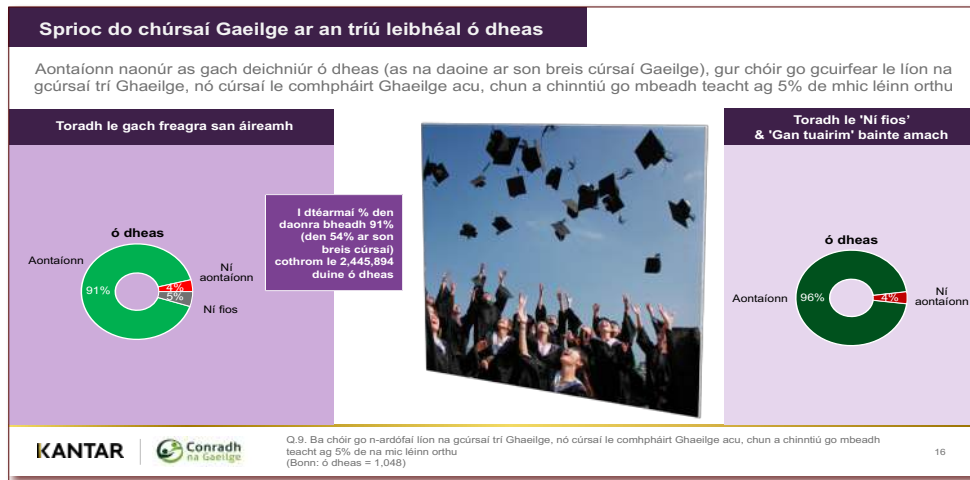 Sprioc do chúrsaí Gaeilge ar an tríú leibhéal ó dheas
Aontaíonn naonúr as gach deichniúr ó dheas (as na daoine ar son breis cúrsaí Gaeilge), gur chóir go gcuirfear le líon na
gcúrsaí trí Ghaeilge, nó cúrsaí le comhpháirt Ghaeilge acu, chun a chinntiú go mbeadh teacht ag 5% de mhic léinn orthu
Toradh le gach freagra san áireamh
ó dheas
Aontaíonn
91%
4%
Ní
aontaíonn
5%
Ní fios
I dtéarmaí % den
daonra bheadh 91%
(den 54% ar son
breis cúrsaí)
cothrom le 2,445,894
duine ó dheas
Toradh le 'Ní fios’
& 'Gan tuairim' bainte amach
ó dheas
Aontaíonn
96%
4%
Ní
aontaíonn
KANTAR
Conradh
na Gaeilge
Q.9. Ba chóir go n-ardófaí líon na gcúrsaí trí Ghaeilge, nó cúrsaí le comhpháirt Ghaeilge acu, chun a chinntiú go mbeadh
teacht ag 5% de na mic léinn orthu
(Bonn: ó dheas = 1,048)
16